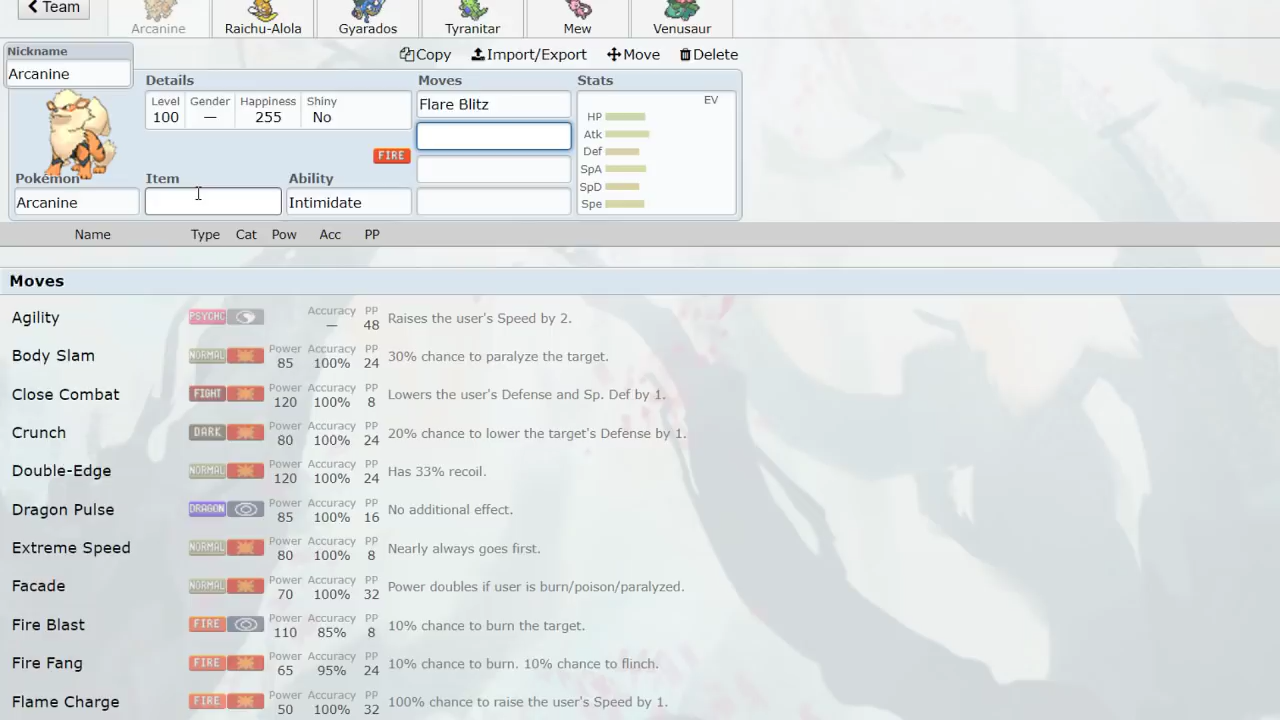 Team
Arcanine Raichu-Alola Gyarados Tyranitar Mew Venusaur
Nickname
Arcanine
Copy Import/Export Move Delete
Details Moves Stats
Level Gender Happiness Shiny
100 — 255 No
Flare Blitz
EV
HP
Atk
Def
SpA
SpD
Spe
FIRE
Pokémon Item Ability
Arcanine Intimidate
Name Type Cat Pow Acc PP
Moves
Agility PSYCHC Accuracy — PP 48 Raises the user's Speed by 2.
Body Slam NORMAL Power 85 Accuracy 100% PP 24 30% chance to paralyze the target.
Close Combat FIGHT Power 120 Accuracy 100% PP 8 Lowers the user's Defense and Sp. Def by 1.
Crunch DARK Power 80 Accuracy 100% PP 24 20% chance to lower the target's Defense by 1.
Double-Edge NORMAL Power 120 Accuracy 100% PP 24 Has 33% recoil.
Dragon Pulse DRAGON Power 85 Accuracy 100% PP 16 No additional effect.
Extreme Speed NORMAL Power 80 Accuracy 100% PP 8 Nearly always goes first.
Facade NORMAL Power 70 Accuracy 100% PP 32 Power doubles if user is burn/poison/paralyzed.
Fire Blast FIRE Power 110 Accuracy 85% PP 8 10% chance to burn the target.
Fire Fang FIRE Power 65 Accuracy 95% PP 24 10% chance to burn. 10% chance to flinch.
Flame Charge FIRE Power 50 Accuracy 100% PP 32 100% chance to raise the user's Speed by 1.